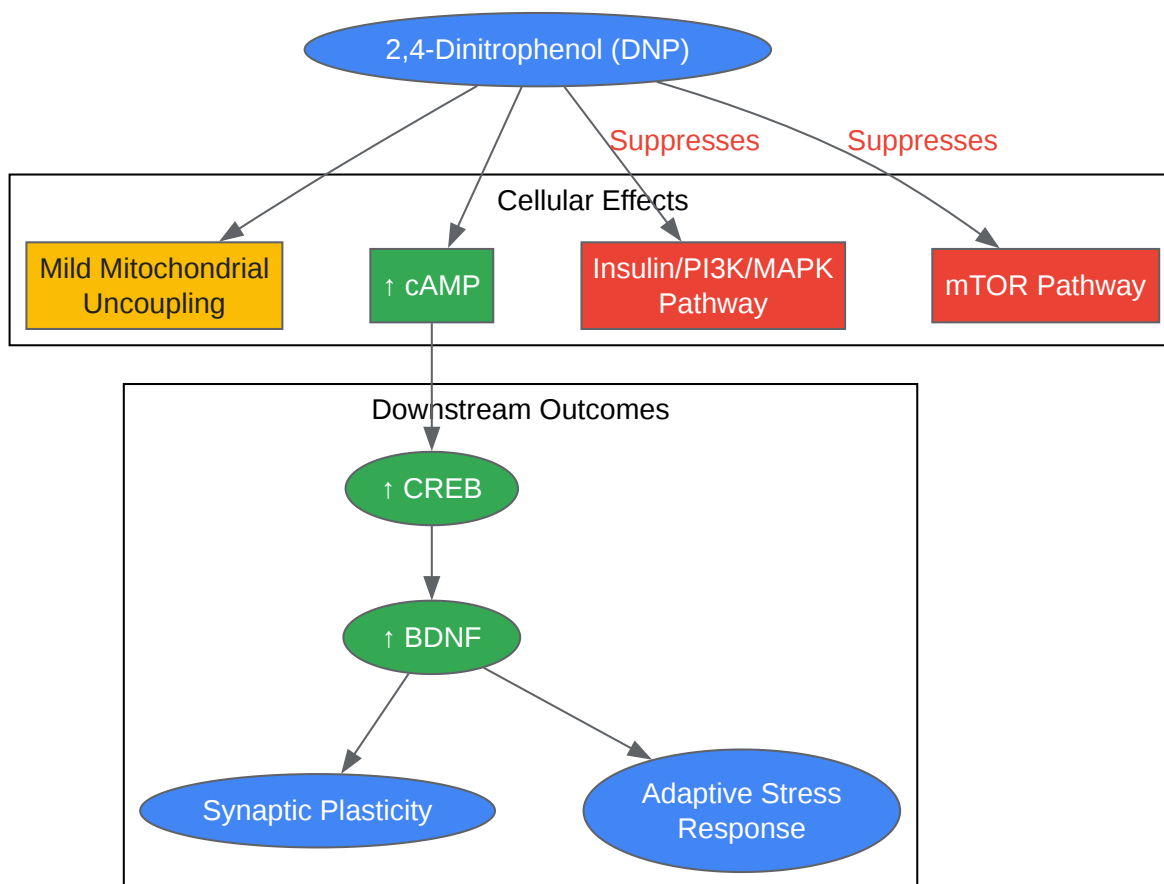 2,4-Dinitrophenol (DNP)
Suppresses
Suppresses
Cellular Effects
Mild Mitochondrial
Uncoupling
↑ cAMP
Insulin/PI3K/MAPK
Pathway
mTOR Pathway
Downstream Outcomes
↑ CREB
↑ BDNF
Synaptic Plasticity
Adaptive Stress
Response